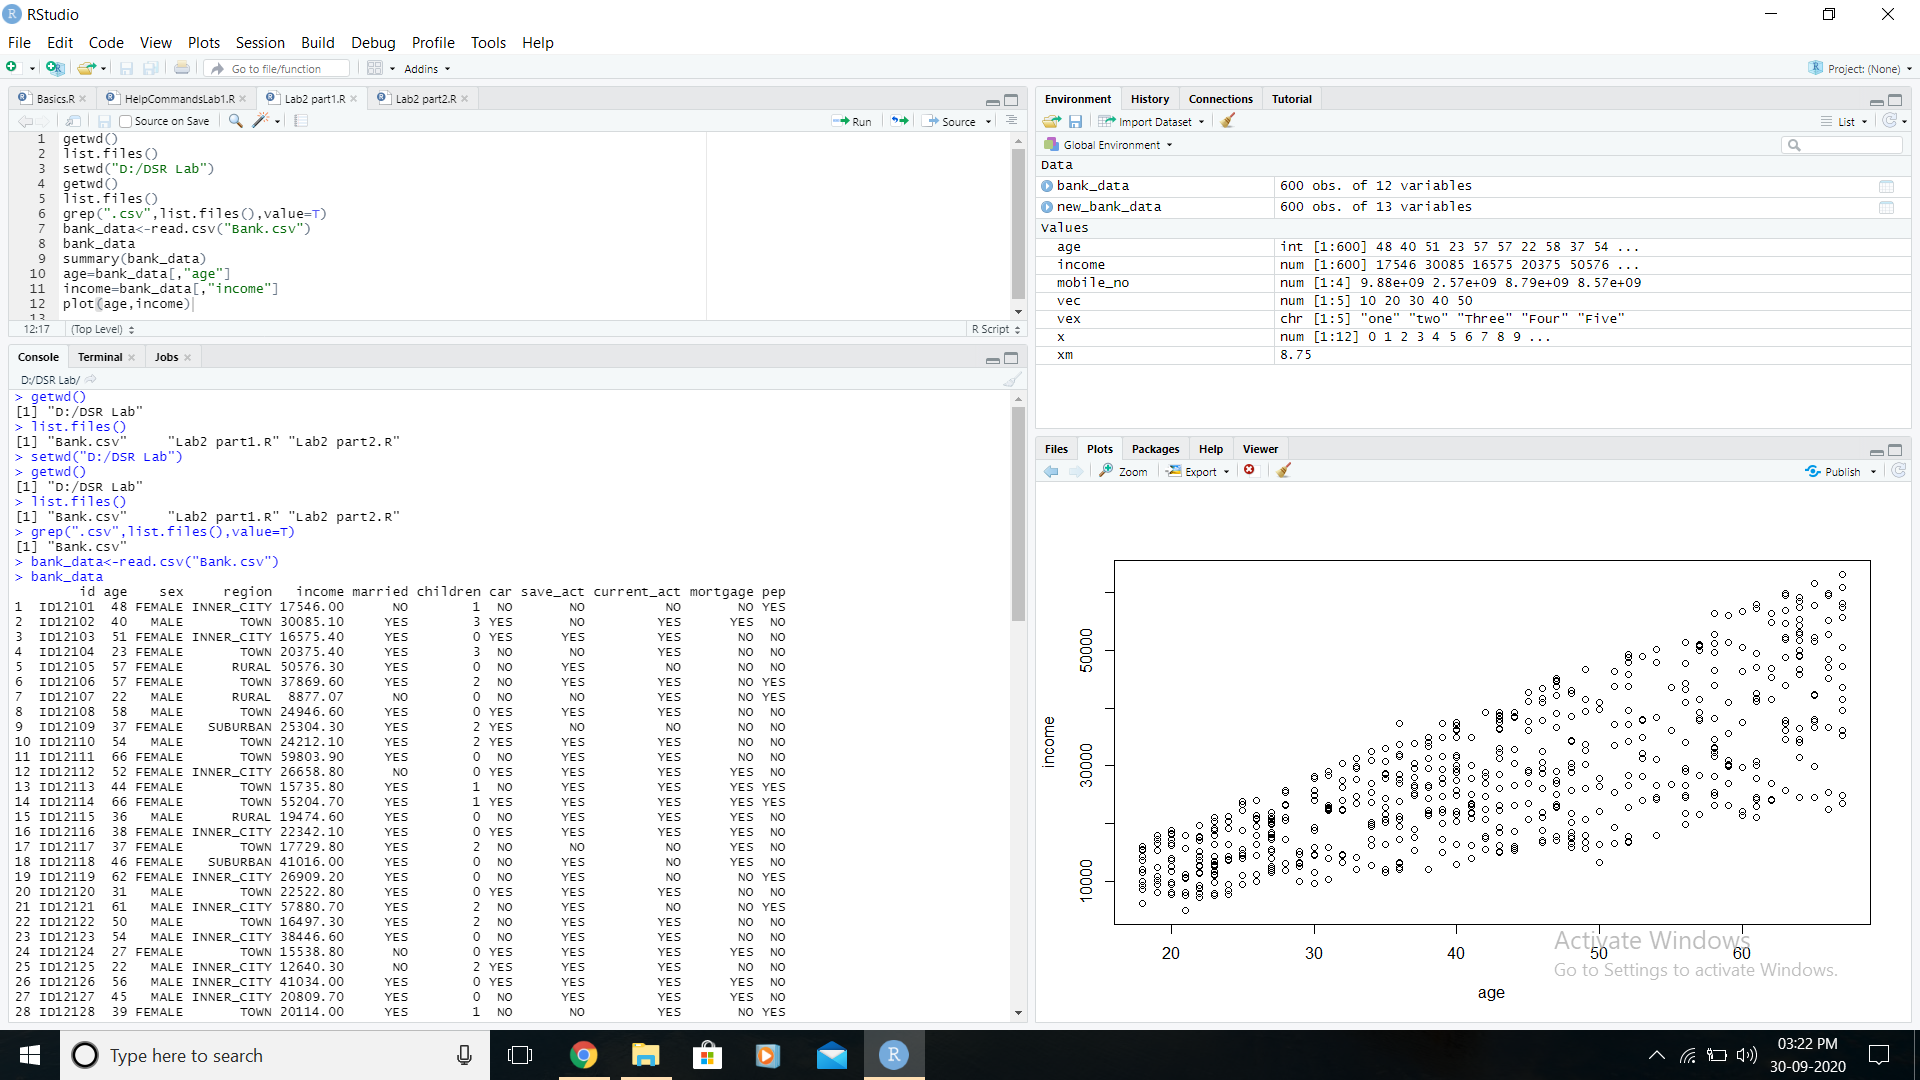 RStudio
File Edit Code View Plots Session Build Debug Profile Tools Help
Go to file/function Addins Project: (None)
Basics.R HelpCommandsLab1.R Lab2 part1.R Lab2 part2.R
Source on Save Run Source
1 getwd()
2 list.files()
3 setwd("D:/DSR Lab")
4 getwd()
5 list.files()
6 grep(".csv",list.files(),value=T)
7 bank_data<-read.csv("Bank.csv")
8 bank_data
9 summary(bank_data)
10 age=bank_data[,"age"]
11 income=bank_data[,"income"]
12 plot(age,income)
13
12:17 (Top Level) R Script
Console Terminal Jobs
D:/DSR Lab/
> getwd()
[1] "D:/DSR Lab"
> list.files()
[1] "Bank.csv" "Lab2 part1.R" "Lab2 part2.R"
> setwd("D:/DSR Lab")
> getwd()
[1] "D:/DSR Lab"
> list.files()
[1] "Bank.csv" "Lab2 part1.R" "Lab2 part2.R"
> grep(".csv",list.files(),value=T)
[1] "Bank.csv"
> bank_data<-read.csv("Bank.csv")
> bank_data
id age sex region income married children car save_act current_act mortgage pep
1 ID12101 48 FEMALE INNER_CITY 17546.00 NO 1 NO NO NO NO YES
2 ID12102 40 MALE TOWN 30085.10 YES 3 YES NO YES YES NO
3 ID12103 51 FEMALE INNER_CITY 16575.40 YES 0 YES YES YES NO NO
4 ID12104 23 FEMALE TOWN 20375.40 YES 3 NO NO YES NO NO
5 ID12105 57 FEMALE RURAL 50576.30 YES 0 NO YES NO NO NO
6 ID12106 57 FEMALE TOWN 37869.60 YES 2 NO YES YES NO YES
7 ID12107 22 MALE RURAL 8877.07 NO 0 NO NO YES NO YES
8 ID12108 58 MALE TOWN 24946.60 YES 0 YES YES YES NO NO
9 ID12109 37 FEMALE SUBURBAN 25304.30 YES 2 YES NO NO NO NO
10 ID12110 54 MALE TOWN 24212.10 YES 2 YES YES YES NO NO
11 ID12111 66 FEMALE TOWN 59803.90 YES 0 NO YES YES NO NO
12 ID12112 52 FEMALE INNER_CITY 26658.80 NO 0 YES YES YES YES NO
13 ID12113 44 FEMALE TOWN 15735.80 YES 1 NO YES YES YES YES
14 ID12114 66 FEMALE TOWN 55204.70 YES 1 YES YES YES YES YES
15 ID12115 36 MALE RURAL 19474.60 YES 0 NO YES YES YES NO
16 ID12116 38 FEMALE INNER_CITY 22342.10 YES 0 YES YES YES YES NO
17 ID12117 37 FEMALE TOWN 17729.80 YES 2 NO NO NO YES NO
18 ID12118 46 FEMALE SUBURBAN 41016.00 YES 0 NO YES NO YES NO
19 ID12119 62 FEMALE INNER_CITY 26909.20 YES 0 NO YES NO NO YES
20 ID12120 31 MALE TOWN 22522.80 YES 0 YES YES YES NO NO
21 ID12121 61 MALE INNER_CITY 57880.70 YES 2 NO YES NO NO YES
22 ID12122 50 MALE TOWN 16497.30 YES 2 NO YES YES NO NO
23 ID12123 54 MALE INNER_CITY 38446.60 YES 0 NO YES YES NO NO
24 ID12124 27 FEMALE TOWN 15538.80 NO 0 YES YES YES YES NO
25 ID12125 22 MALE INNER_CITY 12640.30 NO 2 YES YES YES NO NO
26 ID12126 56 MALE INNER_CITY 41034.00 YES 0 YES YES YES YES NO
27 ID12127 45 MALE INNER_CITY 20809.70 YES 0 NO YES YES YES NO
28 ID12128 39 FEMALE TOWN 20114.00 YES 1 NO NO YES NO YES
Environment History Connections Tutorial
Import Dataset List
Global Environment
Data
bank_data 600 obs. of 12 variables
new_bank_data 600 obs. of 13 variables
Values
age int [1:600] 48 40 51 23 57 57 22 58 37 54 ...
income num [1:600] 17546 30085 16575 20375 50576 ...
mobile_no num [1:4] 9.88e+09 2.57e+09 8.79e+09 8.57e+09
vec num [1:5] 10 20 30 40 50
vex chr [1:5] "one" "two" "Three" "Four" "Five"
x num [1:12] 0 1 2 3 4 5 6 7 8 9 ...
xm 8.75
Files Plots Packages Help Viewer
Zoom Export Publish
50000
30000
10000
income
20 30 40 50 60
age
Activate Windows
Go to Settings to activate Windows.
Type here to search
R
03:22 PM
30-09-2020